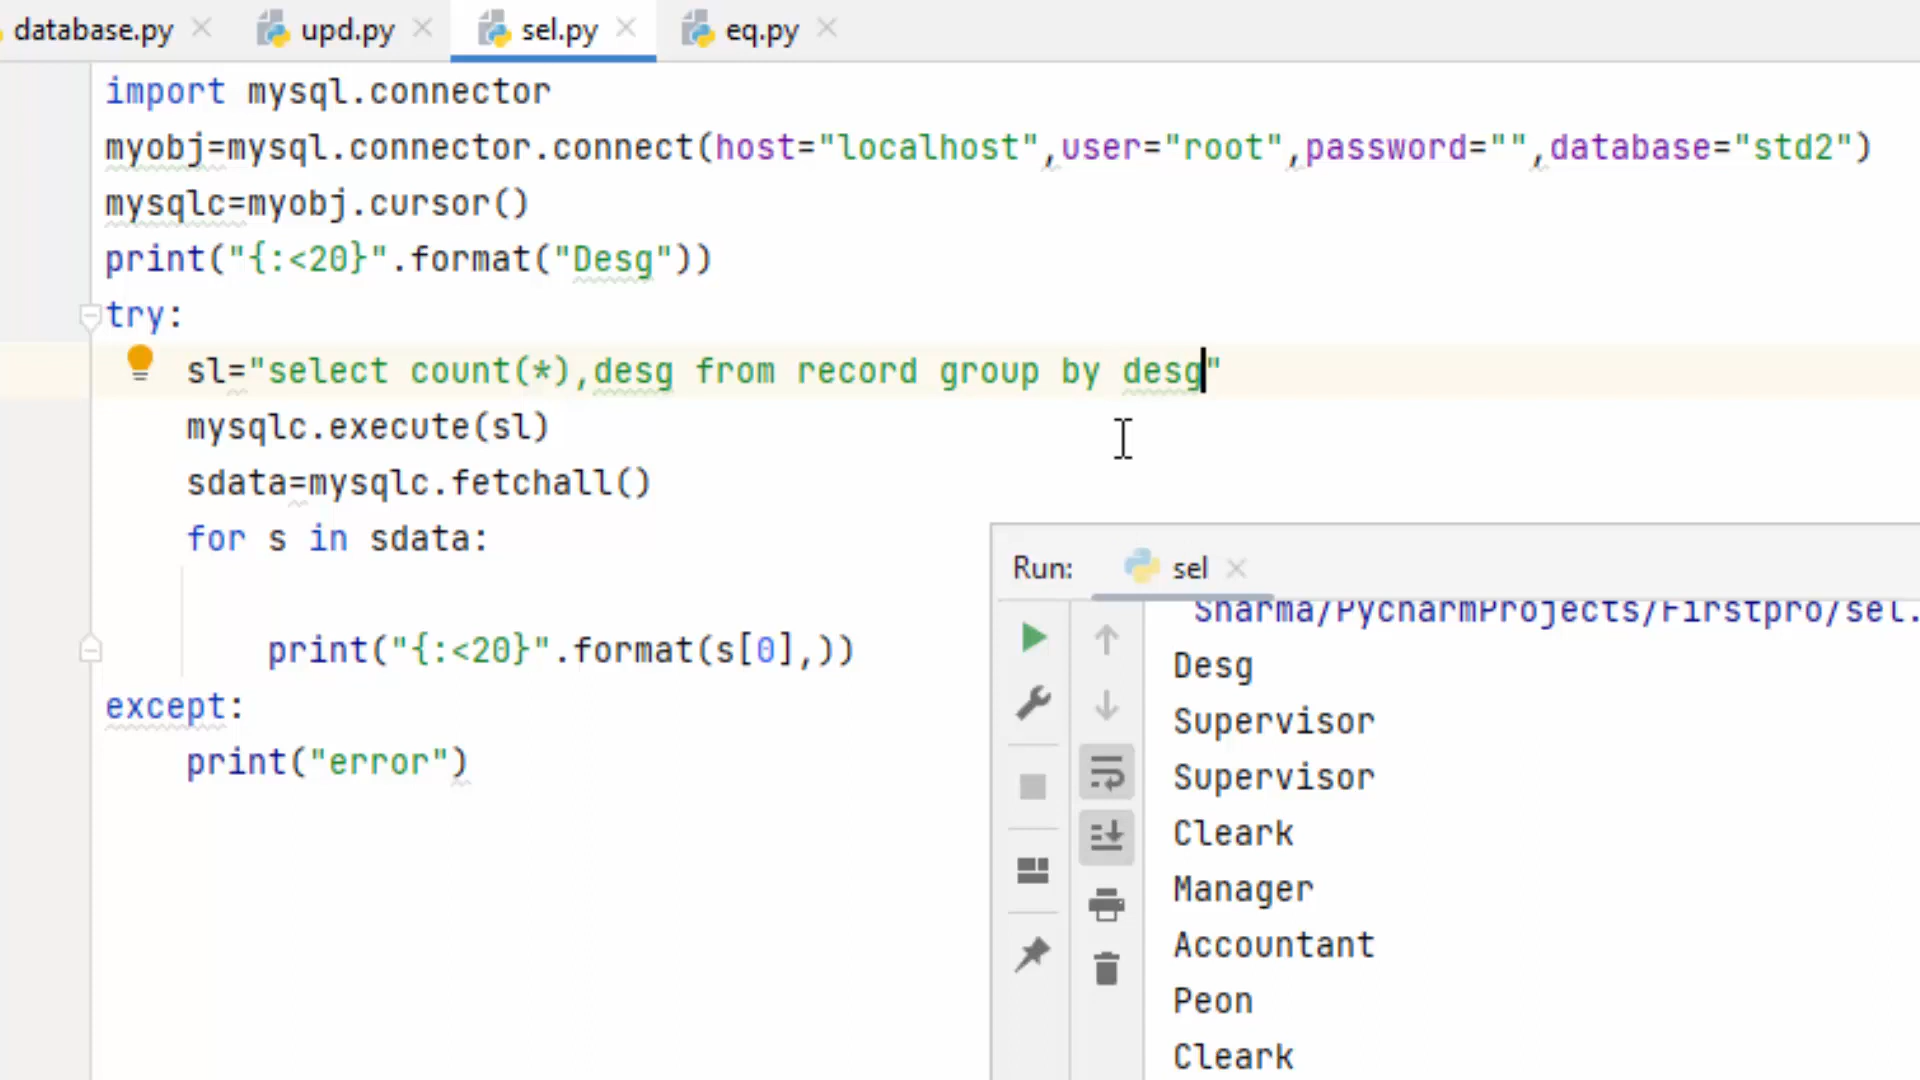 database.py upd.py sel.py eq.py
import mysql.connector
myobj=mysql.connector.connect(host="localhost",user="root",password="",database="std2")
mysqlc=myobj.cursor()
print("{:<20}".format("Desg"))
try:
sl="select count(*),desg from record group by desg"
mysqlc.execute(sl)
sdata=mysqlc.fetchall()
for s in sdata:
print("{:<20}".format(s[0],))
except:
print("error")
Run: sel
Sharma/PycharmProjects/Firstpro/sel.
Desg
Supervisor
Supervisor
Cleark
Manager
Accountant
Peon
Cleark